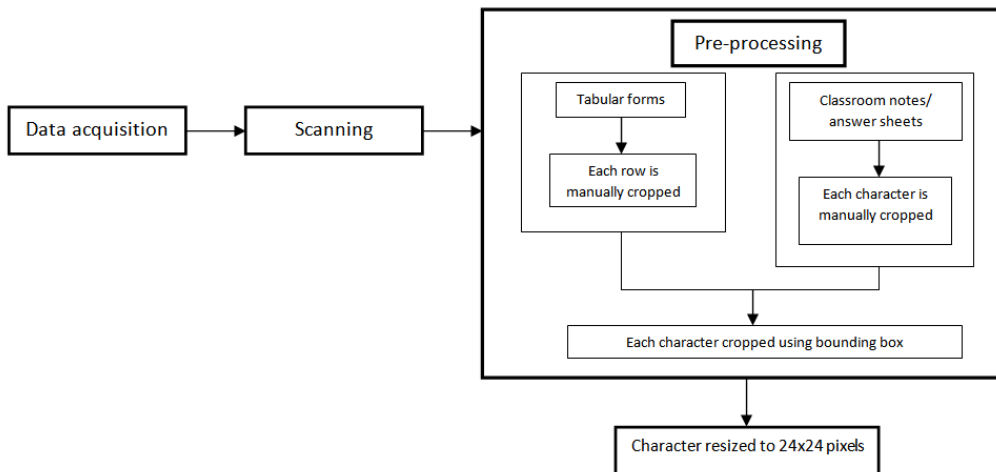 Pre-processing
Data acquisition
Scanning
Tabular forms
Each row is
manually cropped
Classroom notes/
answer sheets
Each character is
manually cropped
Each character cropped using bounding box
Character resized to 24x24 pixels